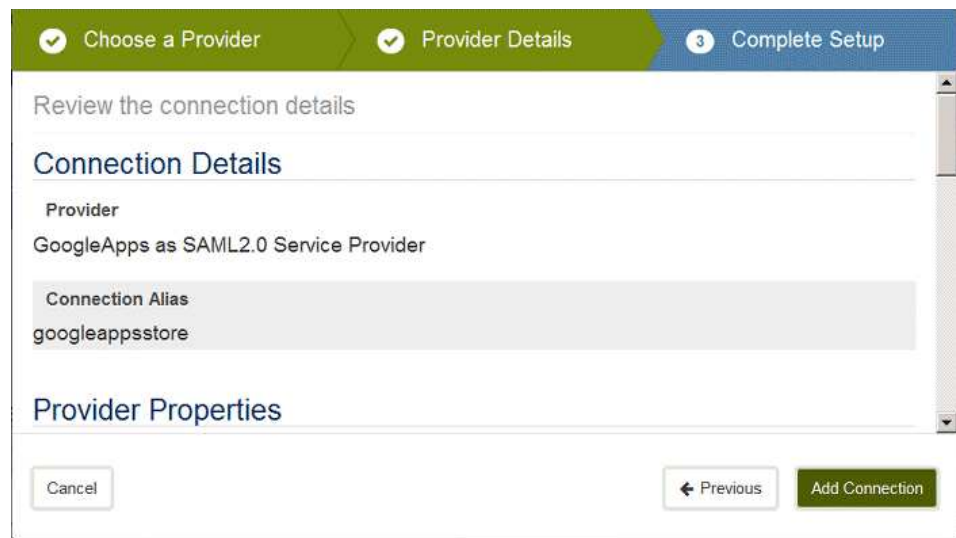 Choose a Provider
Provider Details
3 Complete Setup
Review the connection details
Connection Details
Provider
GoogleApps as SAML2.0 Service Provider
Connection Alias
googleappsstore
Provider Properties
Cancel
Previous
Add Connection